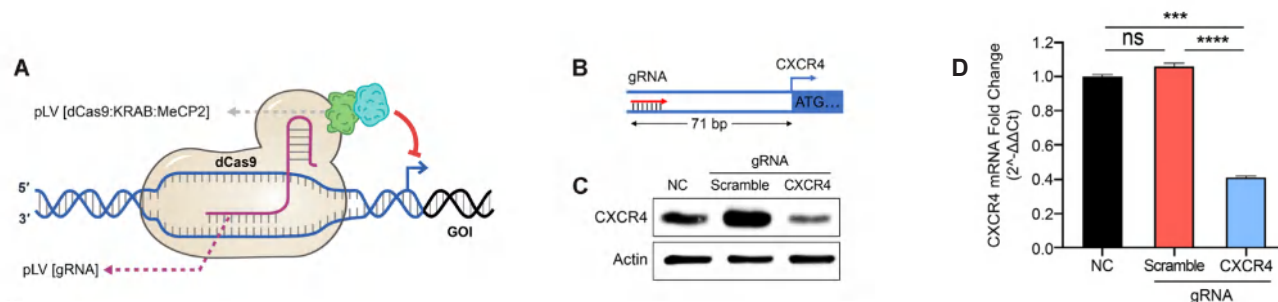 A
pLV [dCas9:KRAB:MeCP2]
dCas9
5′
3′
GOI
pLV [gRNA]
B
CXCR4
gRNA
ATG...
71 bp
C
gRNA
NC Scramble CXCR4
CXCR4
Actin
D
***
ns ****
CXCR4 mRNA Fold Change
(2^-ΔΔCt)
1.2
1.0
0.8
0.6
0.4
0.2
0.0
NC Scramble CXCR4
gRNA